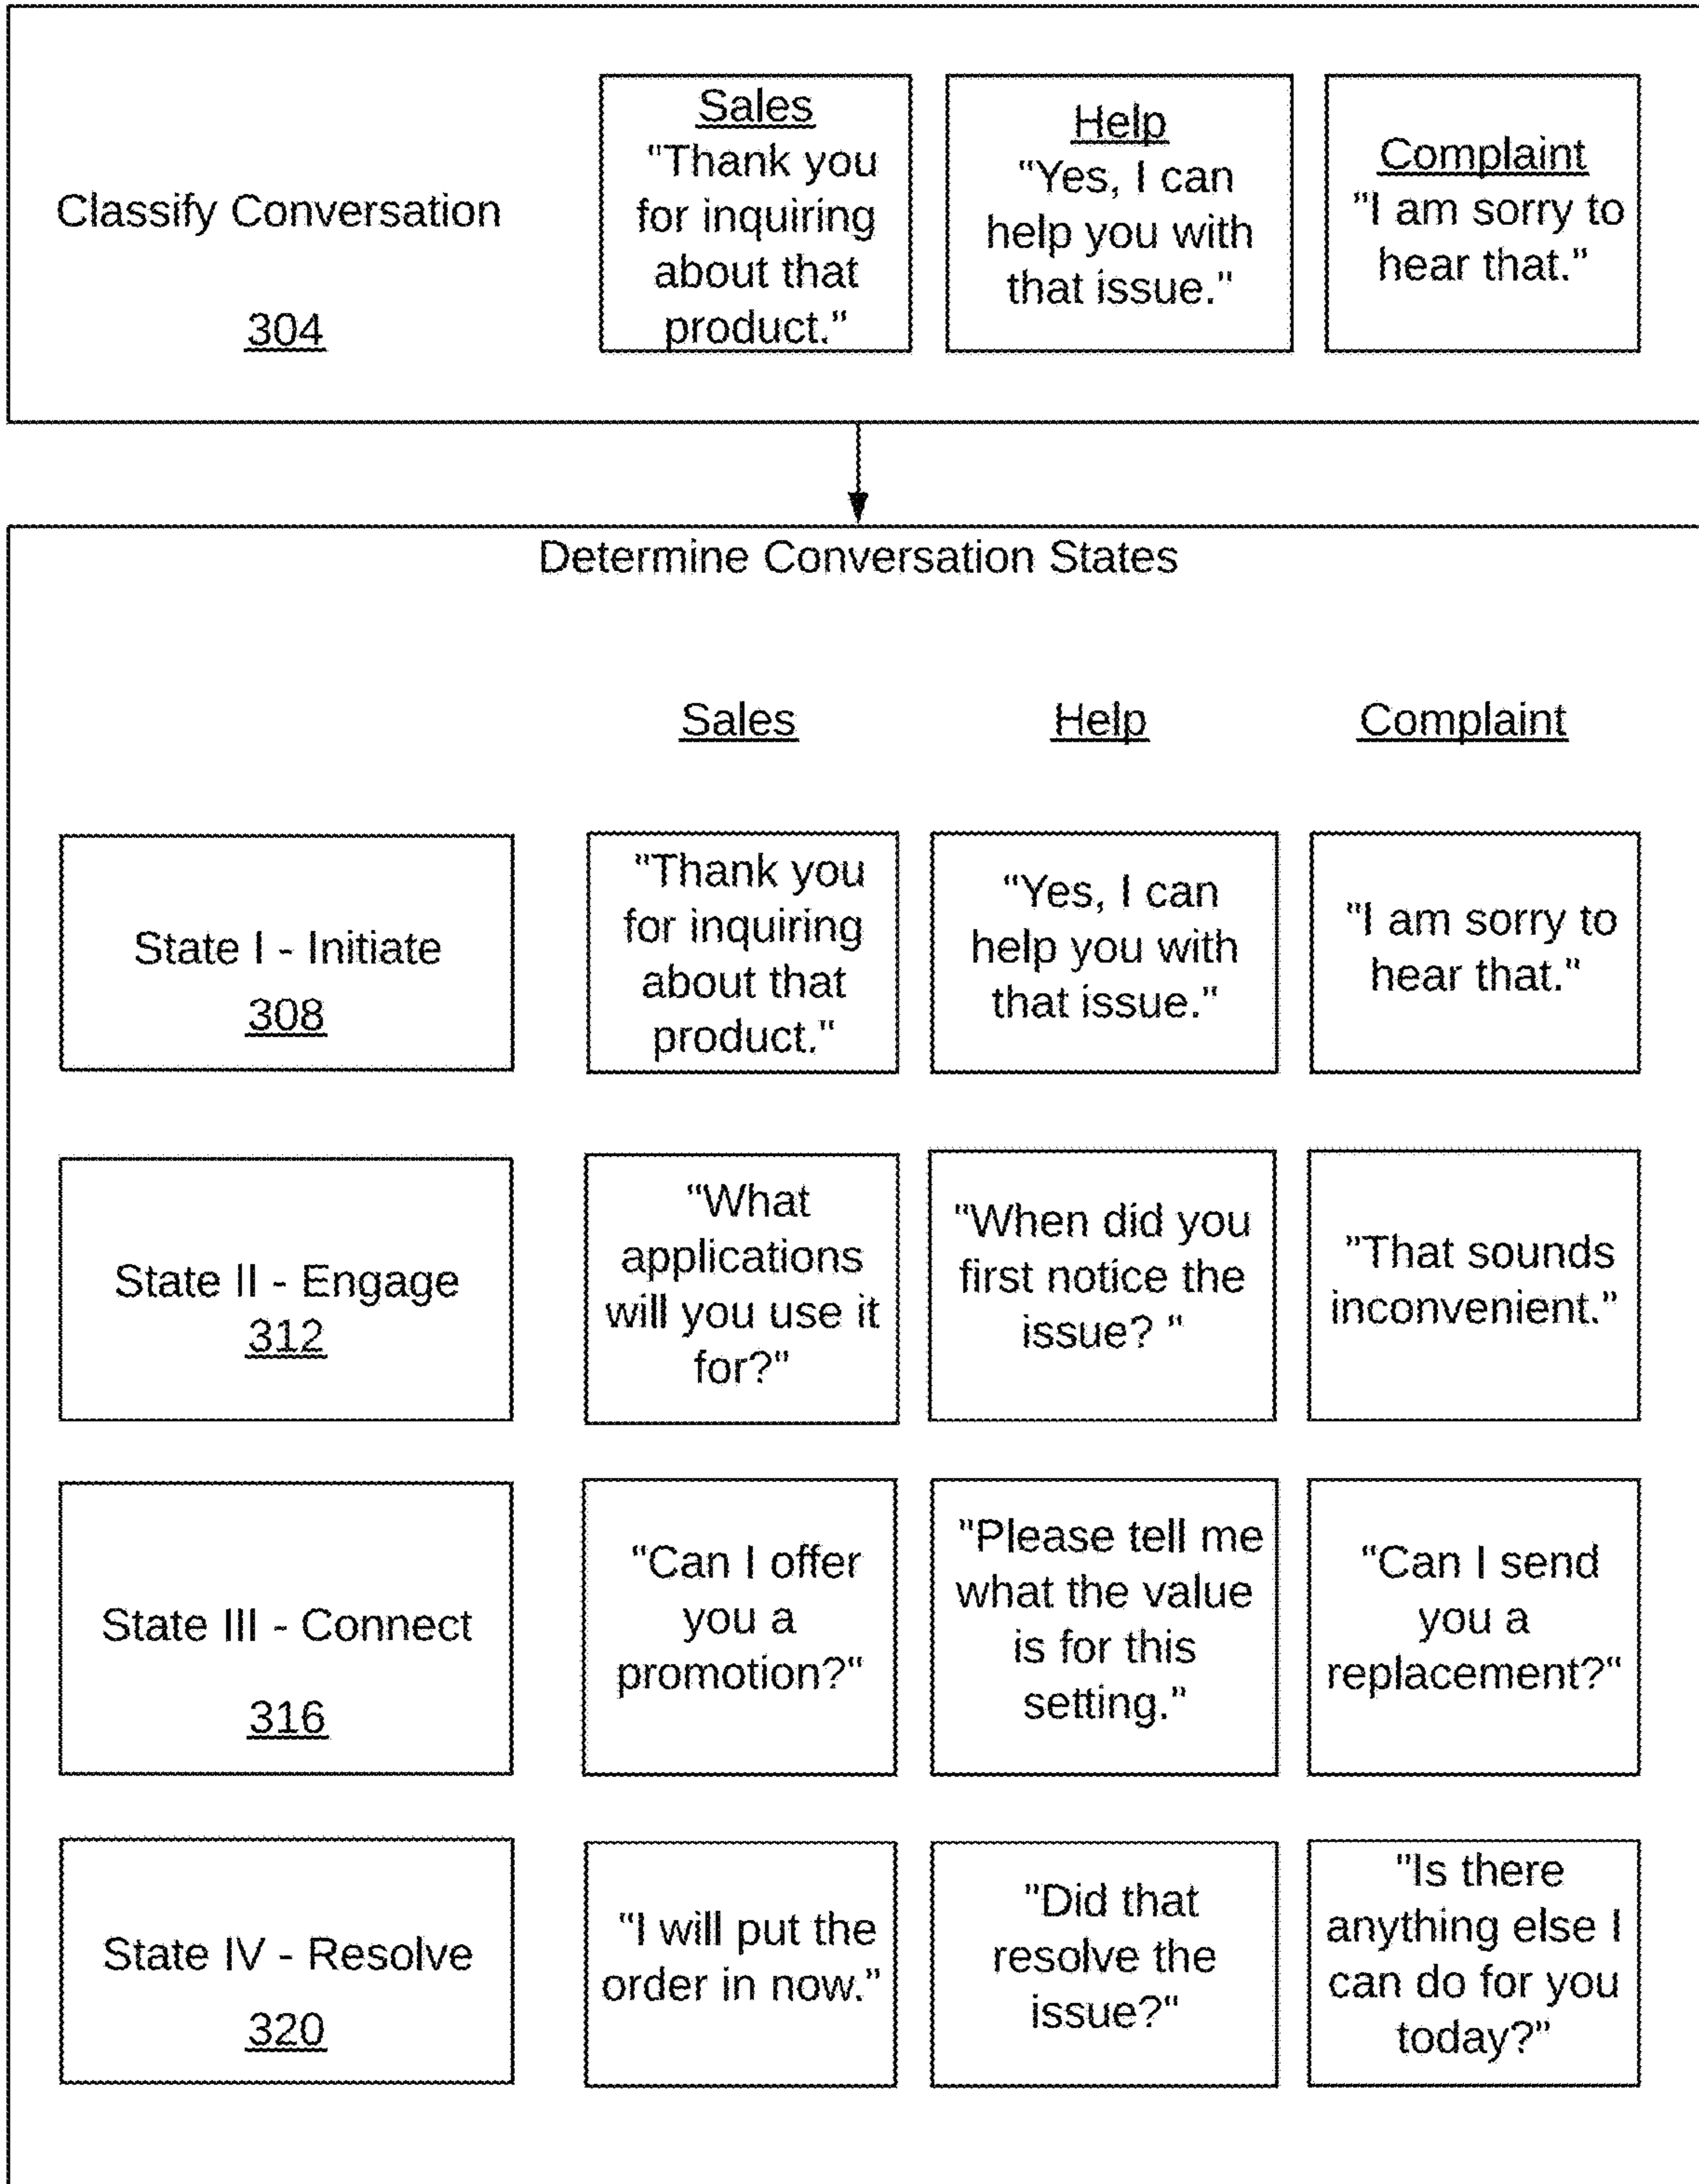 Classify Conversation
304
Sales
"Thank you
for inquiring
about that
product."
Help
"Yes, I can
help you with
that issue."
Complaint
"I am sorry to
hear that."
Determine Conversation States
Sales
Help
Complaint
State I - Initiate
308
"Thank you
for inquiring
about that
product."
"Yes, I can
help you with
that issue."
"I am sorry to
hear that."
State II - Engage
312
"What
applications
will you use it
for?"
"When did you
first notice the
issue? "
"That sounds
inconvenient."
State III - Connect
316
"Can I offer
you a
promotion?"
"Please tell me
what the value
is for this
setting."
"Can I send
you a
replacement?"
State IV - Resolve
320
"I will put the
order in now."
"Did that
resolve the
issue?"
"Is there
anything else I
can do for you
today?"